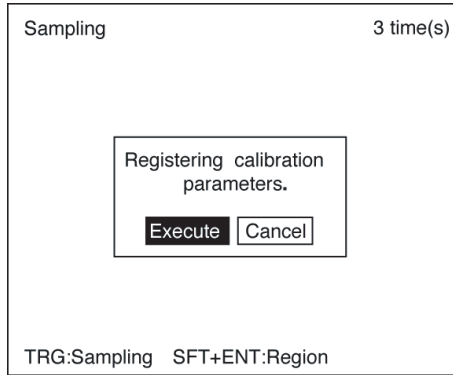 Sampling 3 time(s)
Registering calibration
parameters.
Execute Cancel
TRG:Sampling SFT+ENT:Region